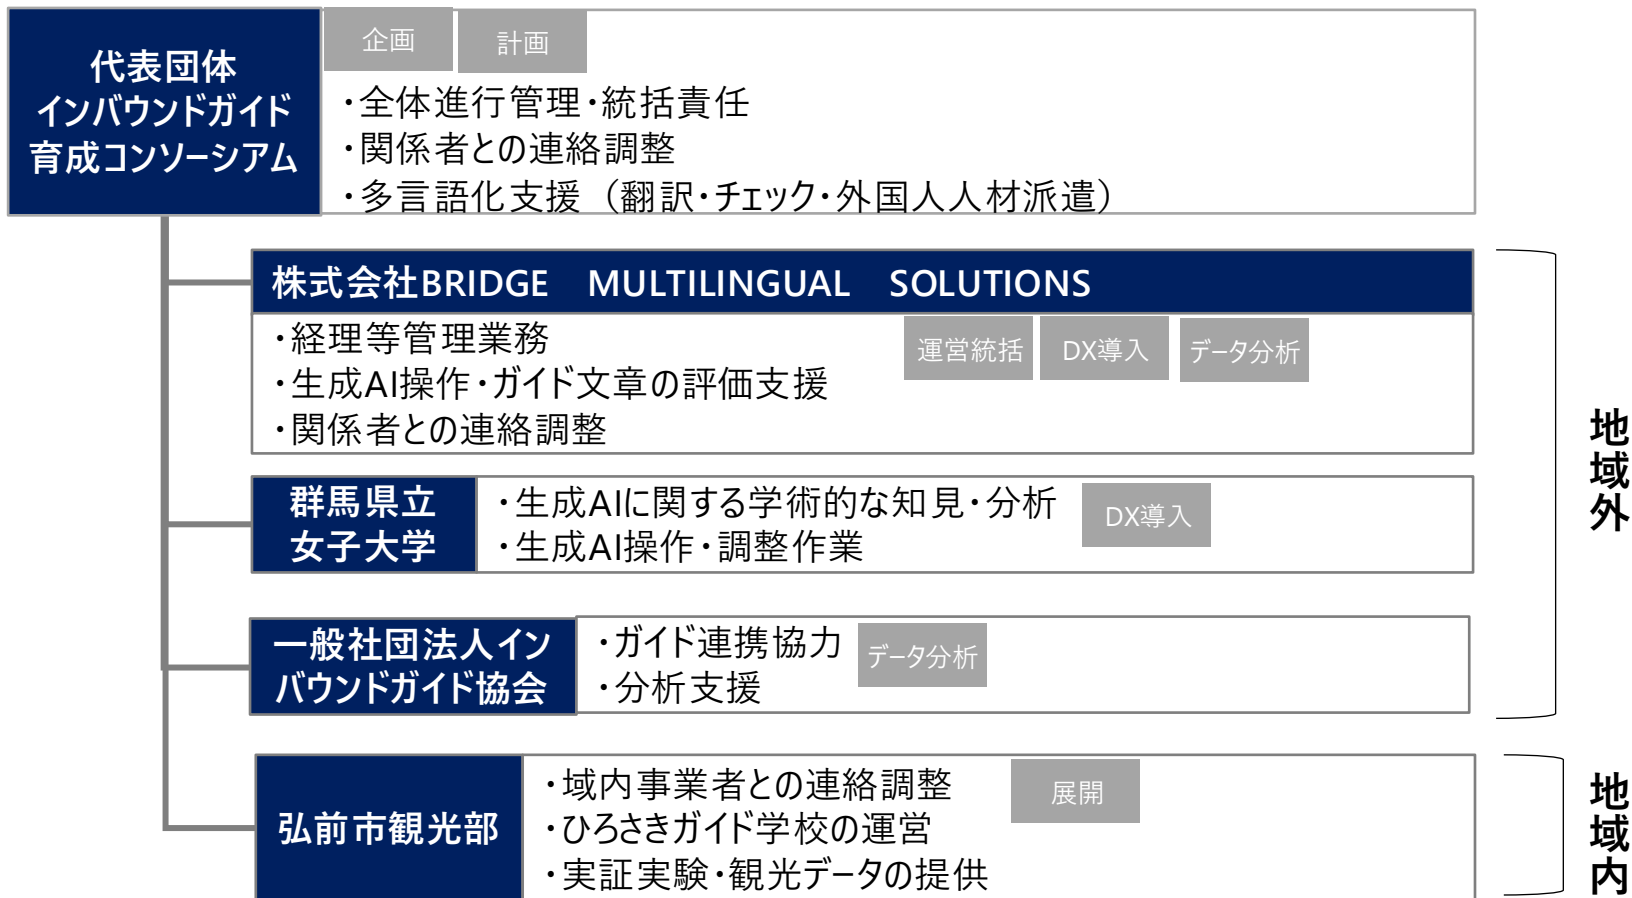 代表団体
インバウンドガイド
育成コンソーシアム
企画
計画
・全体進行管理・統括責任
・関係者との連絡調整
・多言語化支援（翻訳・チェック・外国人人材派遣）
株式会社BRIDGE　MULTILINGUAL　SOLUTIONS
・経理等管理業務
・生成AI操作・ガイド文章の評価支援
・関係者との連絡調整
運営統括
DX導入
データ分析
群馬県立
女子大学
・生成AIに関する学術的な知見・分析
・生成AI操作・調整作業
DX導入
一般社団法人イン
バウンドガイド協会
・ガイド連携協力
・分析支援
データ分析
地域外
弘前市観光部
・域内事業者との連絡調整
・ひろさきガイド学校の運営
・実証実験・観光データの提供
展開
地域内